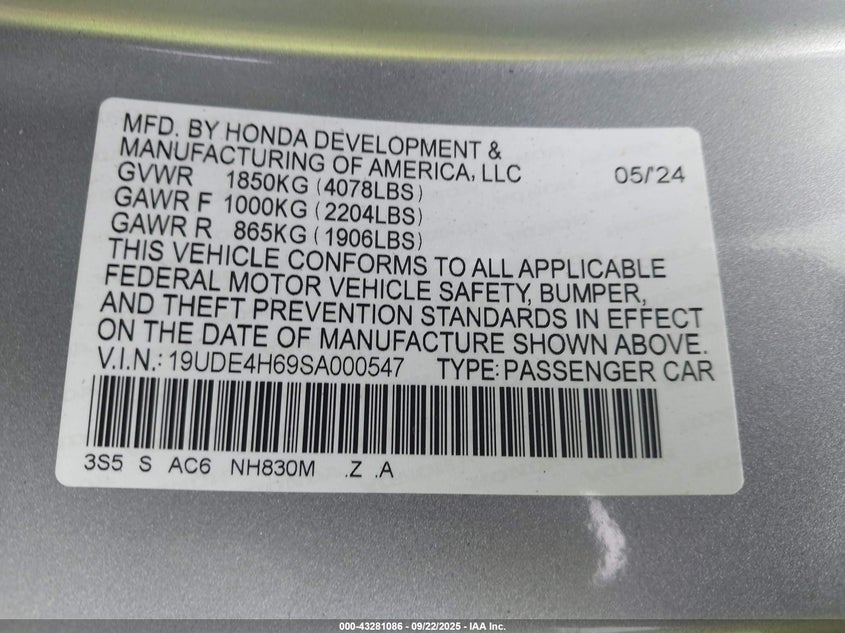 MFD. BY HONDA DEVELOPMENT &
MANUFACTURING OF AMERICA, LLC 05/'24
GVWR 1850KG (4078LBS)
GAWR F 1000KG (2204LBS)
GAWR R 865KG (1906LBS)
THIS VEHICLE CONFORMS TO ALL APPLICABLE
FEDERAL MOTOR VEHICLE SAFETY, BUMPER,
AND THEFT PREVENTION STANDARDS IN EFFECT
ON THE DATE OF MANUFACTURE SHOWN ABOVE.
V.I.N.: 19UDE4H69SA000547 TYPE: PASSENGER CAR
3S5 S AC6 NH830M .Z .A
000-43281086 - 09/22/2025 - IAA Inc.